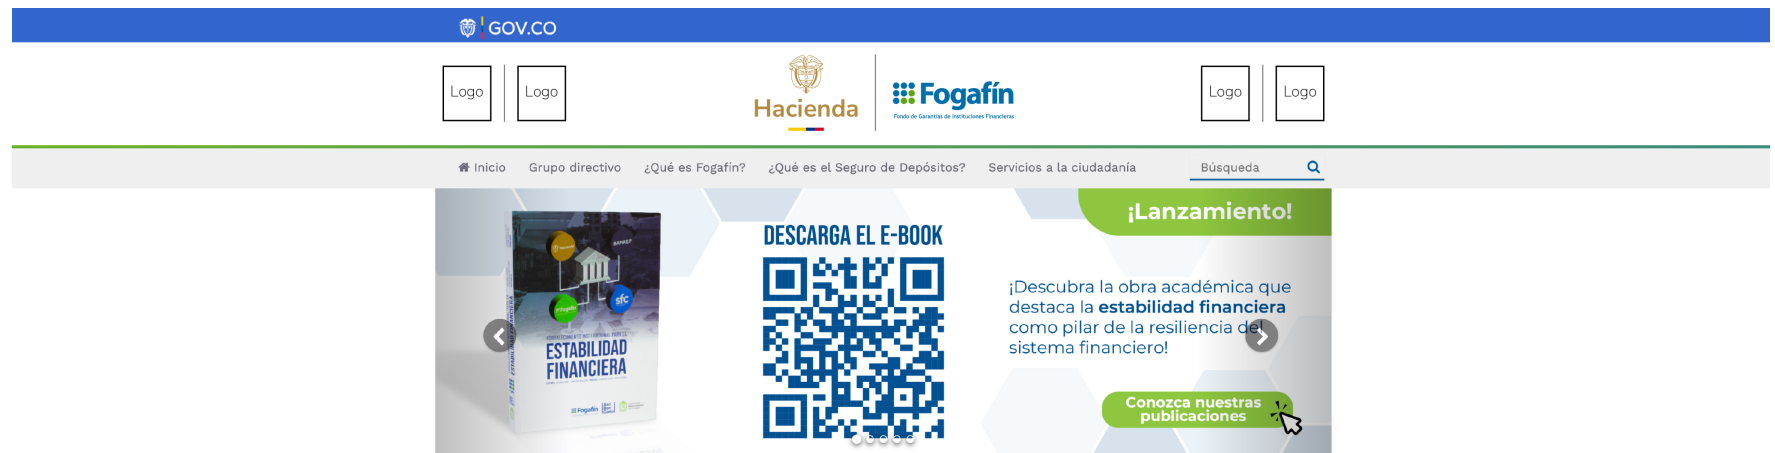 GOV.CO
Logo
Logo
Hacienda
Fogafín
Fondo de Garantías de Instituciones Financieras
Logo
Logo
Inicio
Grupo directivo
¿Qué es Fogafín?
¿Qué es el Seguro de Depósitos?
Servicios a la ciudadanía
Búsqueda
ESTABILIDAD
FINANCIERA
Fogafín
sfc
DESCARGA EL E-BOOK
¡Lanzamiento!
¡Descubra la obra académica que
destaca la estabilidad financiera
como pilar de la resiliencia del
sistema financiero!
Conozca nuestras
publicaciones